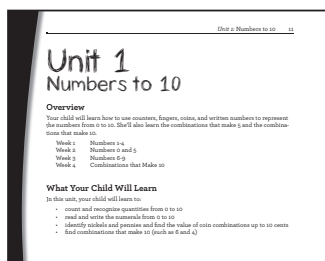 Unit 1: Numbers to 10 11
Unit 1
Numbers to 10
Overview
Your child will learn how to use counters, fingers, coins, and written numbers to represent
the numbers from 0 to 10. She'll also learn the combinations that make 5 and the combina-
tions that make 10.
Week 1 Numbers 1-4
Week 2 Numbers 0 and 5
Week 3 Numbers 6-9
Week 4 Combinations that Make 10
What Your Child Will Learn
In this unit, your child will learn to:
• count and recognize quantities from 0 to 10
• read and write the numerals from 0 to 10
• identify nickels and pennies and find the value of coin combinations up to 10 cents
• find combinations that make 10 (such as 6 and 4)